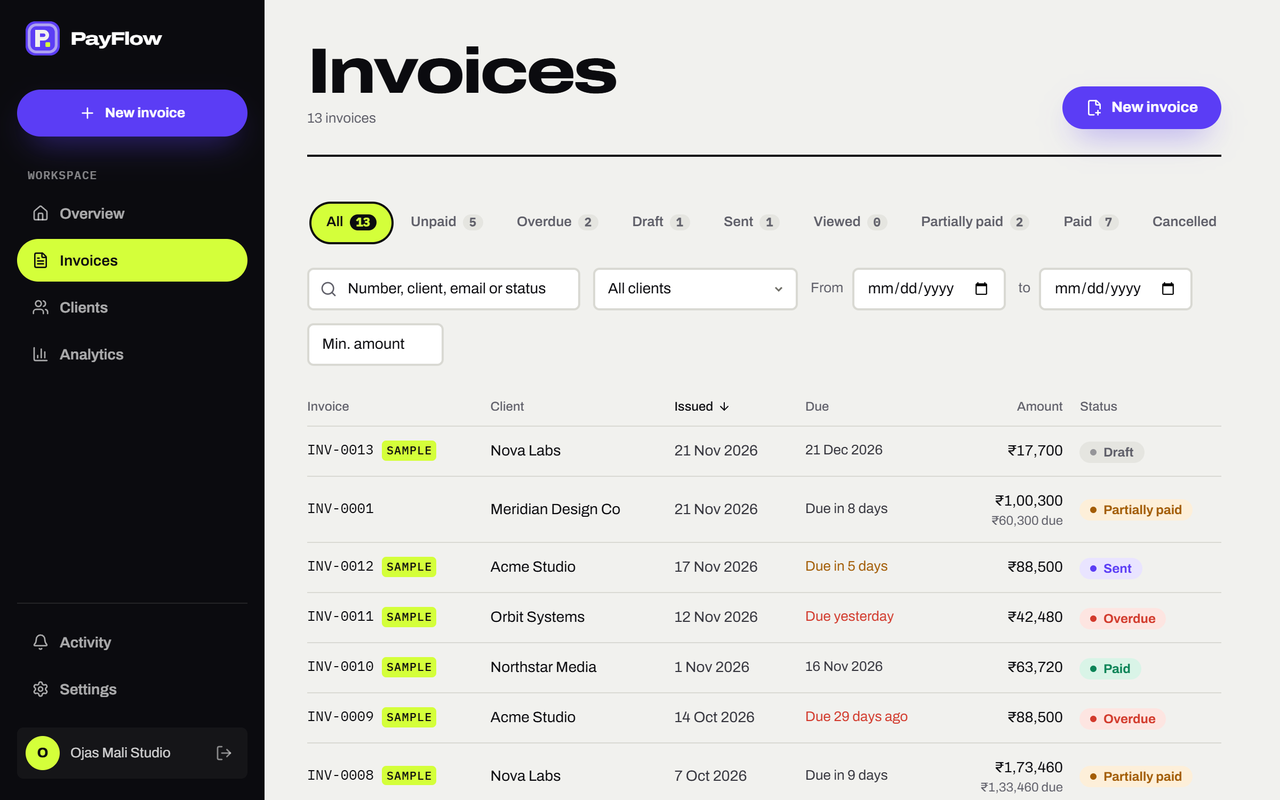 PayFlow
New invoice
WORKSPACE
Overview
Invoices
Clients
Analytics
Activity
Settings
O Ojas Mali Studio
Invoices
13 invoices
New invoice
All 13 Unpaid 5 Overdue 2 Draft 1 Sent 1 Viewed 0 Partially paid 2 Paid 7 Cancelled
Number, client, email or status All clients From mm/dd/yyyy to mm/dd/yyyy
Min. amount
Invoice Client Issued ↓ Due Amount Status
INV-0013 SAMPLE Nova Labs 21 Nov 2026 21 Dec 2026 ₹17,700 Draft
INV-0001 Meridian Design Co 21 Nov 2026 Due in 8 days ₹1,00,300 Partially paid
₹60,300 due
INV-0012 SAMPLE Acme Studio 17 Nov 2026 Due in 5 days ₹88,500 Sent
INV-0011 SAMPLE Orbit Systems 12 Nov 2026 Due yesterday ₹42,480 Overdue
INV-0010 SAMPLE Northstar Media 1 Nov 2026 16 Nov 2026 ₹63,720 Paid
INV-0009 SAMPLE Acme Studio 14 Oct 2026 Due 29 days ago ₹88,500 Overdue
INV-0008 SAMPLE Nova Labs 7 Oct 2026 Due in 9 days ₹1,73,460 Partially paid
₹1,33,460 due